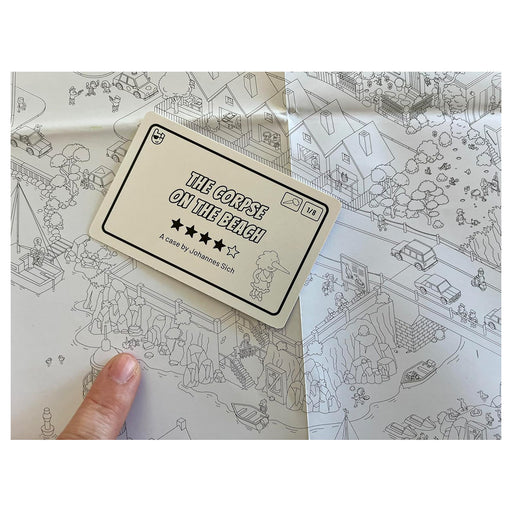 THE CORPSE
ON THE BEACH
A case by Johannes Sich
1/8